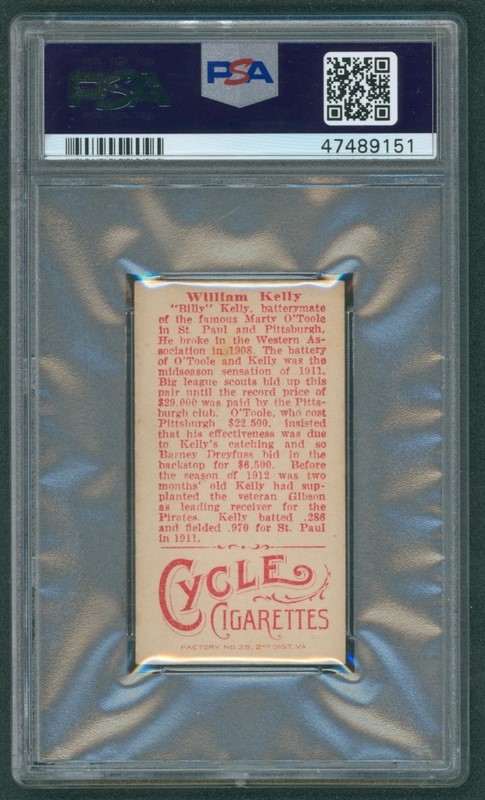 PSA
PSA
47489151
William Kelly
"Billy" Kelly, batterymate
of the famous Marty O'Toole
in St. Paul and Pittsburgh.
He broke in the Western As-
sociation in 1908. The battery
of O'Toole and Kelly was the
midseason sensation of 1911.
Big league scouts bid up this
pair until the record price of
$29,000 was paid by the Pitts-
burgh club. O'Toole, who cost
Pittsburgh $22,500, insisted
that his effectiveness was due
to Kelly's catching and so
Barney Dreyfuss bid in the
backstop for $6,500. Before
the season of 1912 was two
months' old Kelly had sup-
planted the veteran Gibson
as leading receiver for the
Pirates. Kelly batted .286
and fielded .970 for St. Paul
in 1911.
CYCLE
CIGARETTES
FACTORY NO 25, 2ND DIST. VA